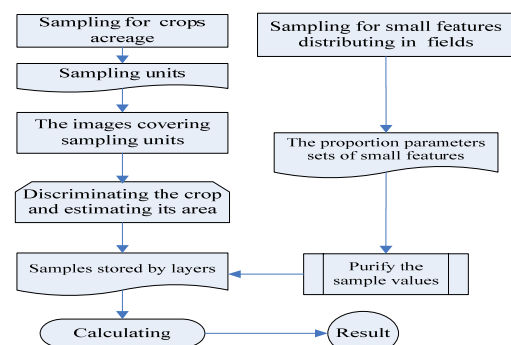 Sampling for crops
acreage
Sampling units
The images covering
sampling units
Discriminating the crop
and estimating its area
Samples stored by layers
Calculating
Sampling for small features
distributing in fields
The proportion parameters
sets of small features
Purify the
sample values
Result